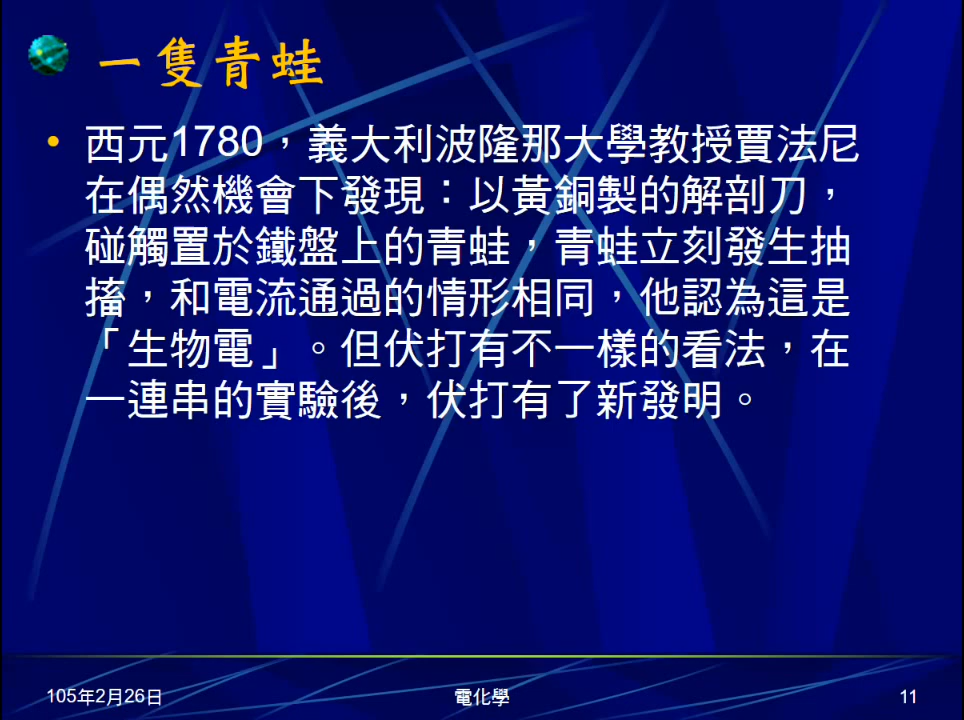 一隻青蛙
• 西元1780，義大利波隆那大學教授賈法尼
在偶然機會下發現：以黃銅製的解剖刀，
碰觸置於鐵盤上的青蛙，青蛙立刻發生抽
搐，和電流通過的情形相同，他認為這是
「生物電」。但伏打有不一樣的看法，在
一連串的實驗後，伏打有了新發明。
105年2月26日
電化學
11